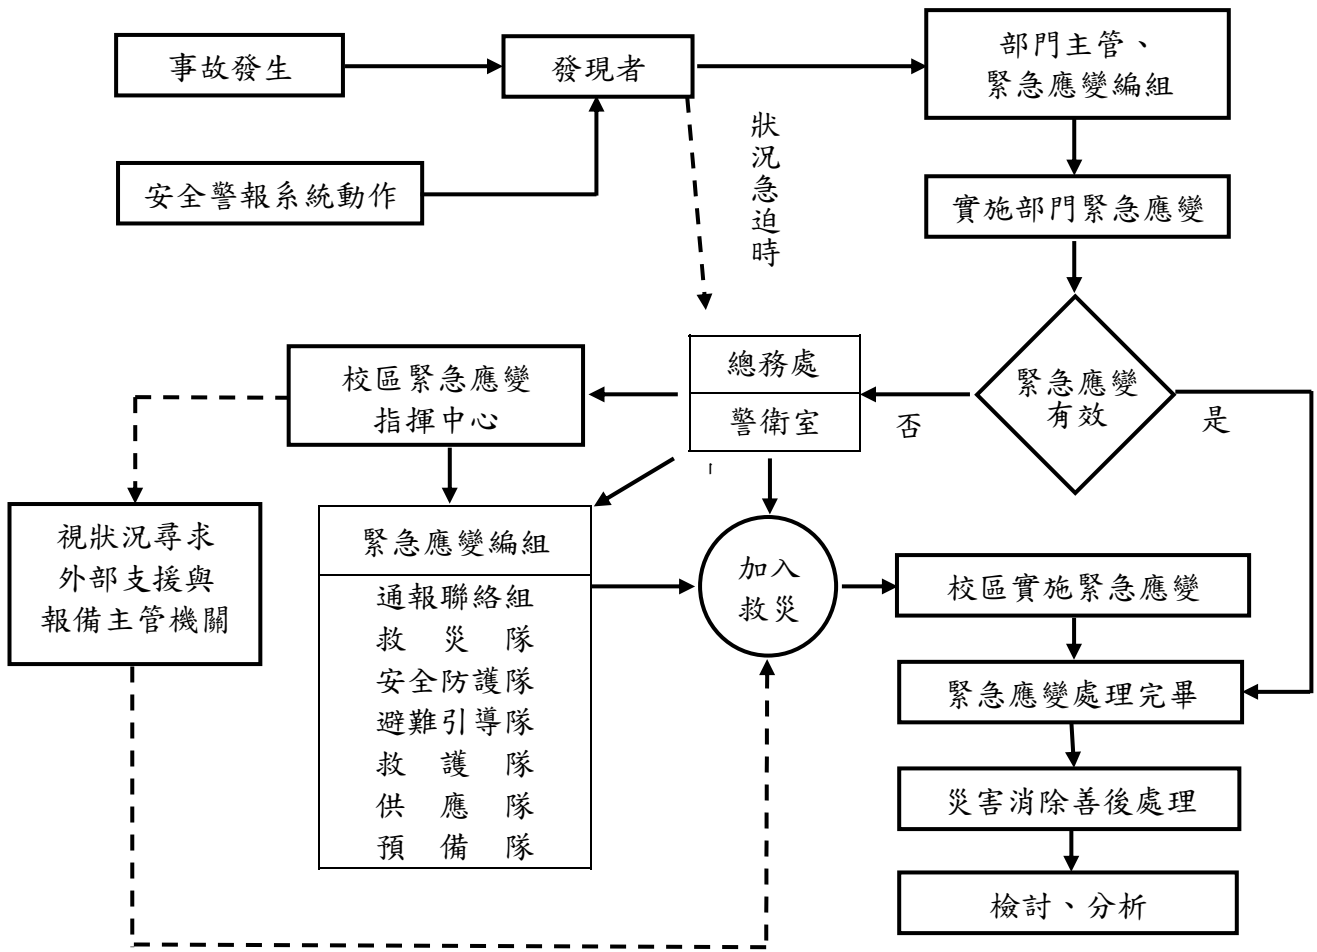 事故發生
發現者
部門主管、
緊急應變編組
安全警報系統動作
狀況急迫時
實施部門緊急應變
總務處
警衛室
緊急應變
有效
否
是
校區緊急應變
指揮中心
視狀況尋求
外部支援與
報備主管機關
緊急應變編組
通報聯絡組
救 災 隊
安全防護隊
避難引導隊
救 護 隊
供 應 隊
預 備 隊
加入
救災
校區實施緊急應變
緊急應變處理完畢
災害消除善後處理
檢討、分析